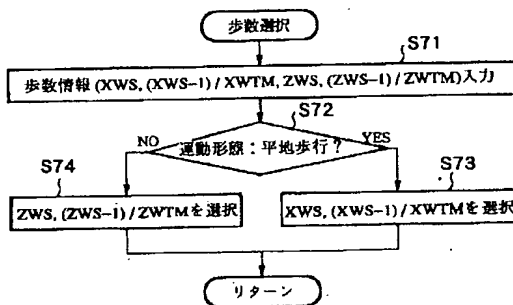 歩数選択
S71
歩数情報(XWS, (XWS-1)/XWTM, ZWS, (ZWS-1)/ZWTM)入力
S72
NO
運動形態:平地歩行?
YES
S74
S73
ZWS, (ZWS-1)/ZWTMを選択
XWS, (XWS-1)/XWTMを選択
リターン